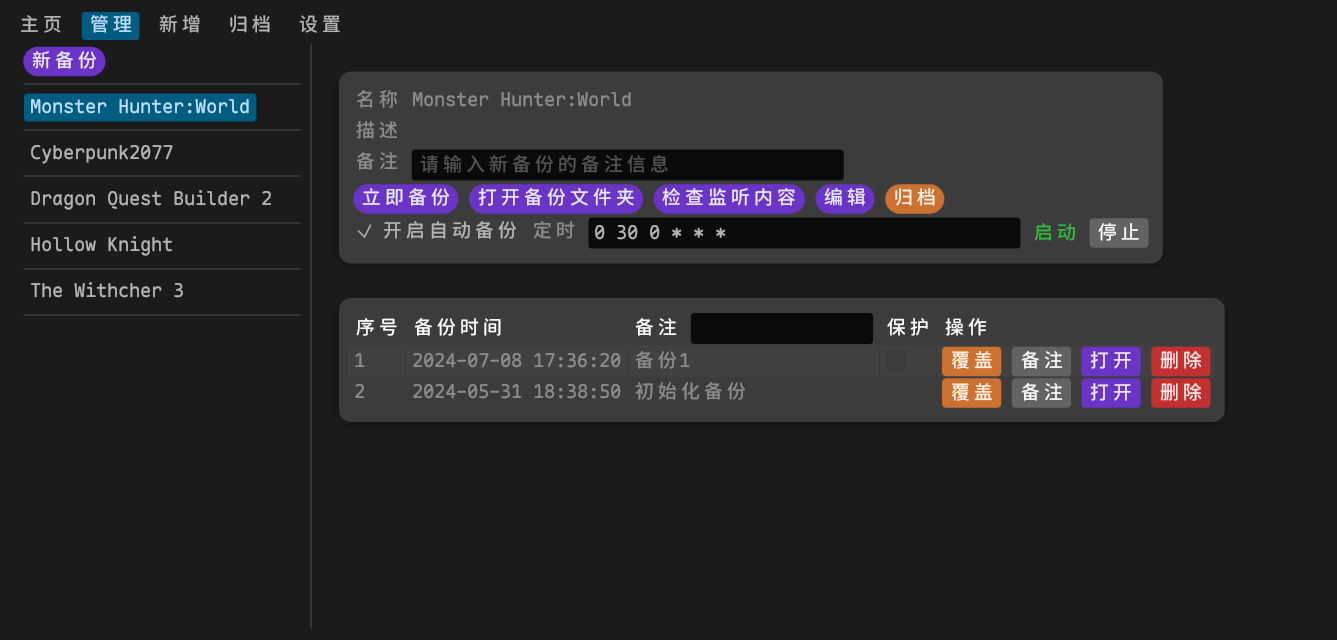 主页 管理 新增 归档 设置
新备份
Monster Hunter:World
Cyberpunk2077
Dragon Quest Builder 2
Hollow Knight
The Withcher 3
名称 Monster Hunter:World
描述
备注 请输入新备份的备注信息
立即备份 打开备份文件夹 检查监听内容 编辑 归档
✓ 开启自动备份 定时 0 30 0 * * * 启动 停止
序号 备份时间 备注 保护 操作
1 2024-07-08 17:36:20 备份1 覆盖 备注 打开 删除
2 2024-05-31 18:38:50 初始化备份 覆盖 备注 打开 删除